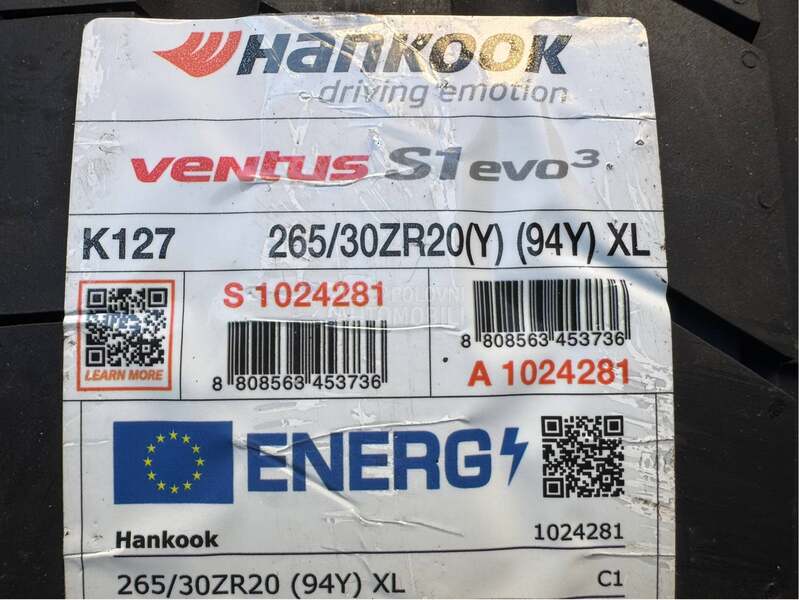 Hankook
driving emotion
ventus S1 evo3
K127 265/30ZR20(Y) (94Y) XL
S 1024281
8 808563 453736
LEARN MORE
8 808563 453736
A 1024281
ENERG
Hankook 1024281
265/30ZR20 (94Y) XL C1